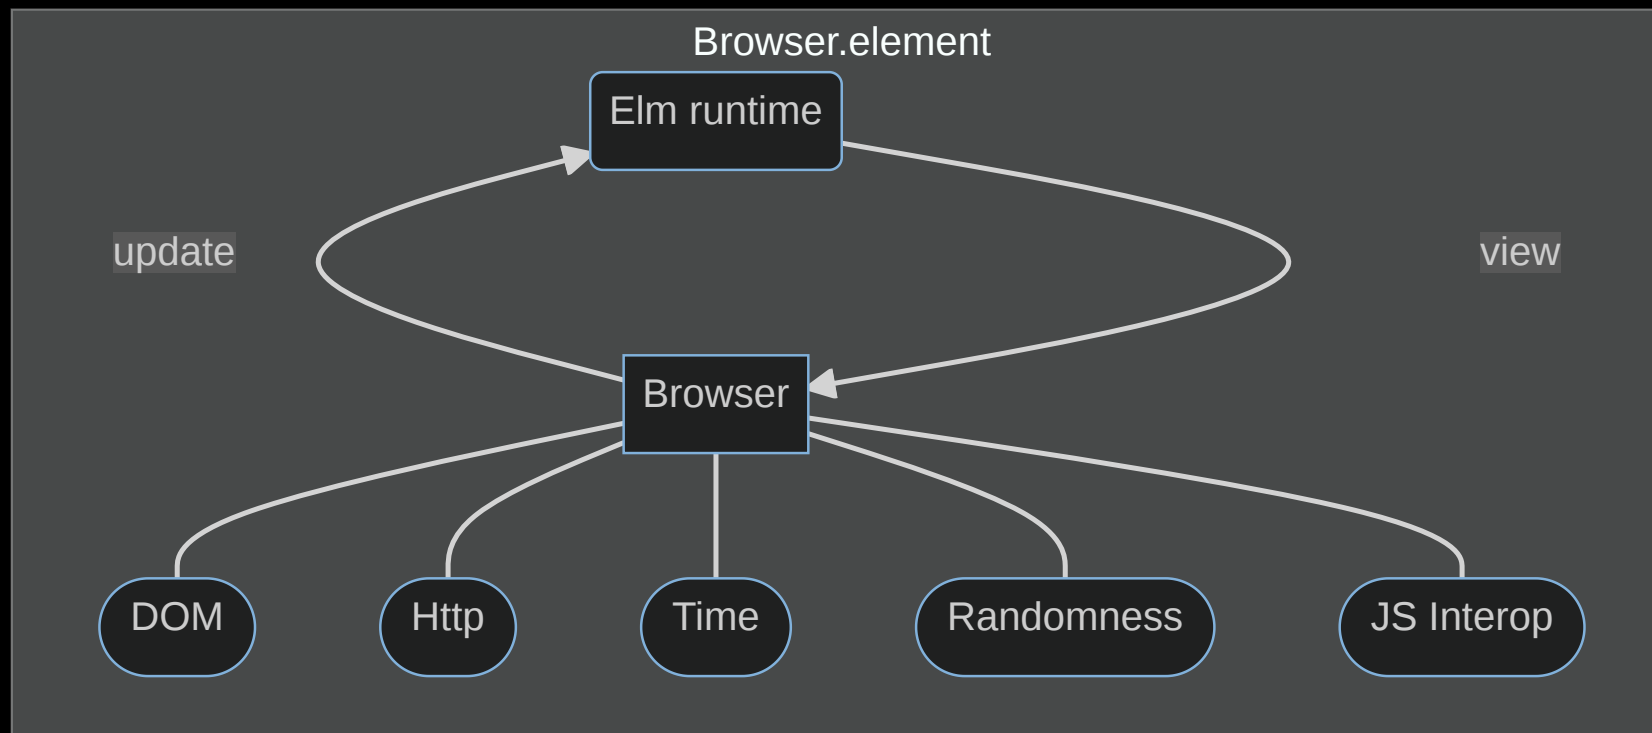 Browser.element
Elm runtime
update
view
Browser
DOM
Http
Time
Randomness
JS Interop